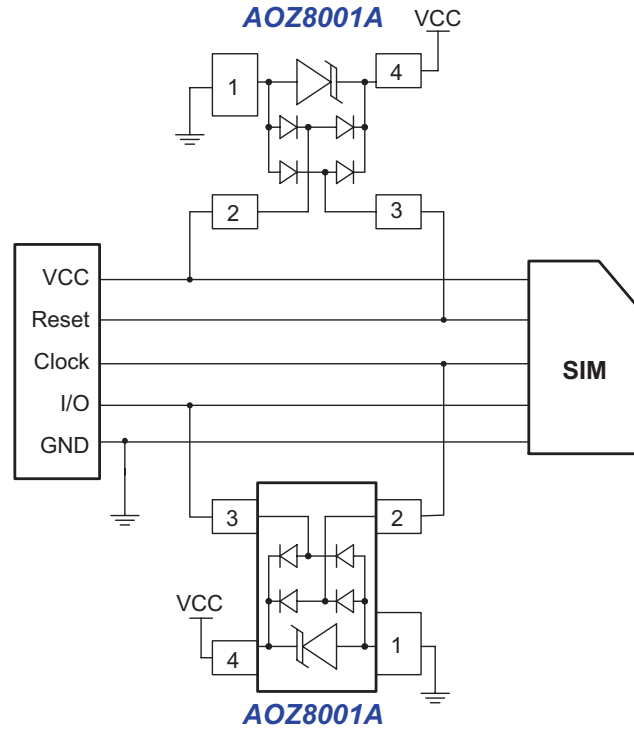 AOZ8001A
VCC
1
4
2
3
VCC
Reset
Clock
I/O
GND
SIM
3
2
VCC
4
1
AOZ8001A